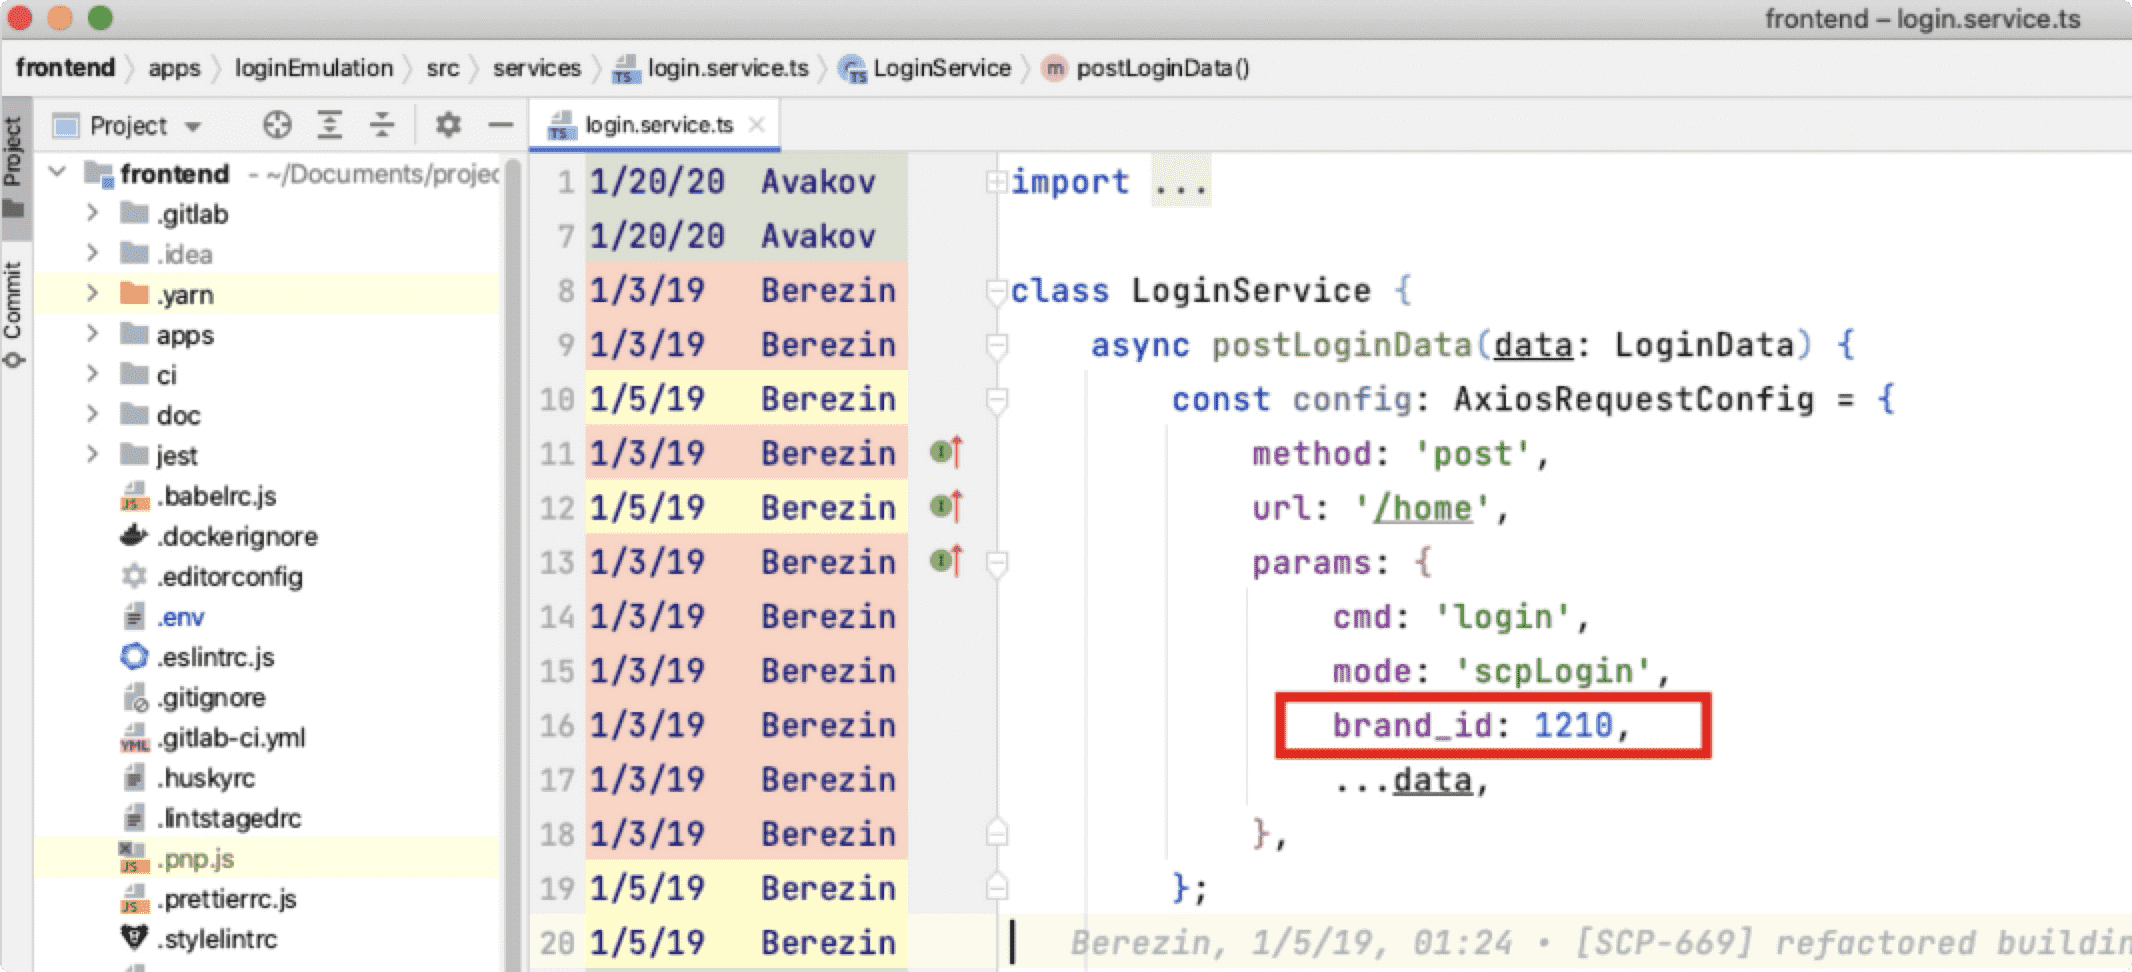 frontend – login.service.ts
frontend apps loginEmulation src services login.service.ts LoginService m postLoginData()
Project
Commit
Project
login.service.ts
frontend - ~/Documents/projec
.gitlab
.idea
.yarn
apps
ci
doc
jest
.babelrc.js
.dockerignore
.editorconfig
.env
.eslintrc.js
.gitignore
.gitlab-ci.yml
.huskyrc
.lintstagedrc
.pnp.js
.prettierrc.js
.stylelintrc
1 1/20/20 Avakov import ...
7 1/20/20 Avakov
8 1/3/19 Berezin class LoginService {
9 1/3/19 Berezin async postLoginData(data: LoginData) {
10 1/5/19 Berezin const config: AxiosRequestConfig = {
11 1/3/19 Berezin method: 'post',
12 1/5/19 Berezin url: '/home',
13 1/3/19 Berezin params: {
14 1/3/19 Berezin cmd: 'login',
15 1/3/19 Berezin mode: 'scpLogin',
16 1/3/19 Berezin brand_id: 1210,
17 1/3/19 Berezin ...data,
18 1/3/19 Berezin },
19 1/5/19 Berezin };
20 1/5/19 Berezin Berezin, 1/5/19, 01:24 • [SCP-669] refactored buildin